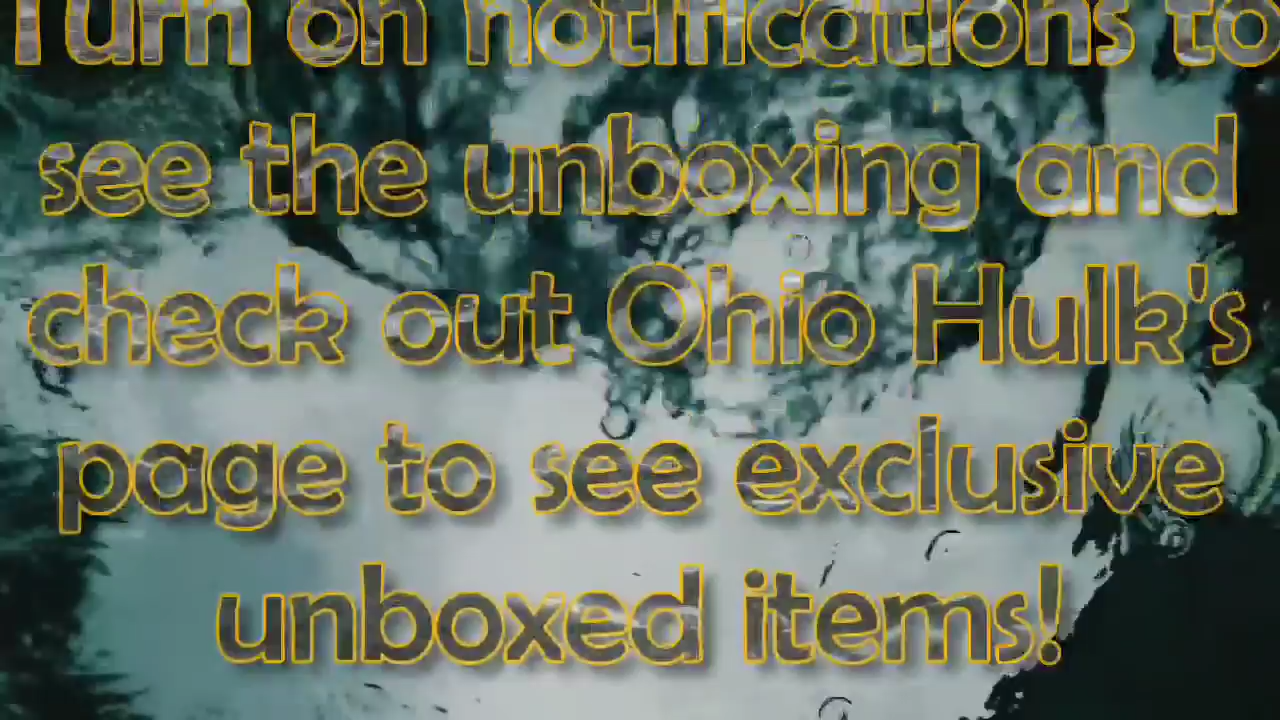 Turn on notifications to
see the unboxing and
check out Ohio Hulk's
page to see exclusive
unboxed items!